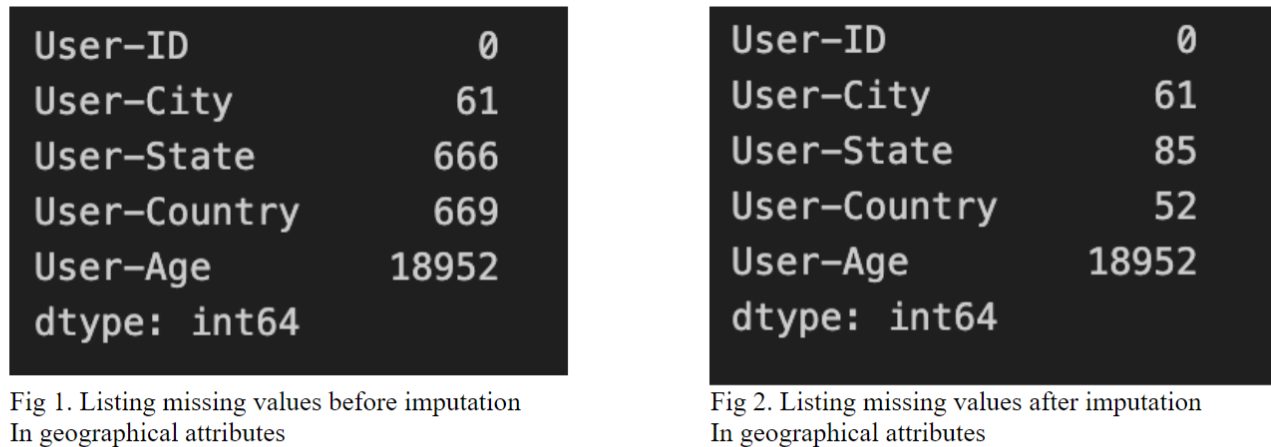 User-ID 0
User-City 61
User-State 666
User-Country 669
User-Age 18952
dtype: int64
Fig 1. Listing missing values before imputation
In geographical attributes
User-ID 0
User-City 61
User-State 85
User-Country 52
User-Age 18952
dtype: int64
Fig 2. Listing missing values after imputation
In geographical attributes